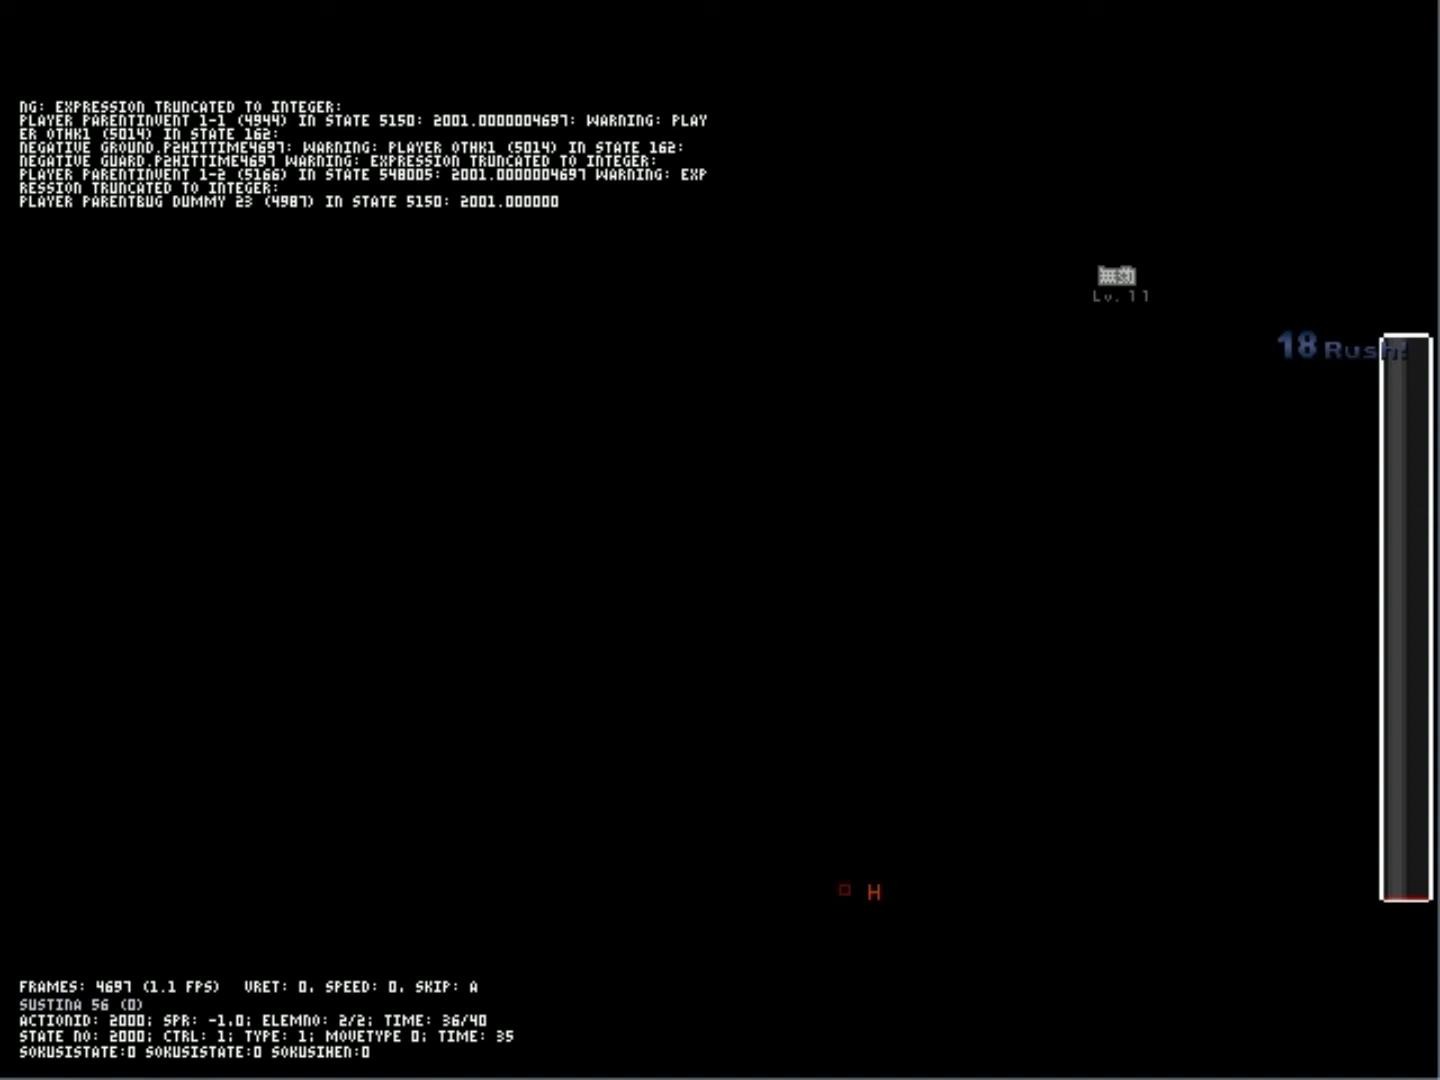 NG: EXPRESSION TRUNCATED TO INTEGER:
PLAYER PARENTINVENT 1-1 (4944) IN STATE 5150: 2001.0000004697: WARNING: PLAY
ER OTHK1 (5014) IN STATE 162:
NEGATIVE GROUND.P2HITTIME4697: WARNING: PLAYER OTHK1 (5014) IN STATE 162:
NEGATIVE GUARD.P2HITTIME4697 WARNING: EXPRESSION TRUNCATED TO INTEGER:
PLAYER PARENTINVENT 1-2 (5166) IN STATE 548005: 2001.0000004697 WARNING: EXP
RESSION TRUNCATED TO INTEGER:
PLAYER PARENTBUG DUMMY 23 (4987) IN STATE 5150: 2001.000000
無効
Lv.11
18 Rush!
H
FRAMES: 4697 (1.1 FPS) VRET: 0, SPEED: 0, SKIP: A
SUSTINA 56 (0)
ACTIONID: 2000; SPR: -1,0; ELEMNO: 2/2; TIME: 36/40
STATE NO: 2000; CTRL: 1; TYPE: 1; MOVETYPE 0; TIME: 35
SOKUSISTATE:0 SOKUSISTATE:0 SOKUSIHEN:0